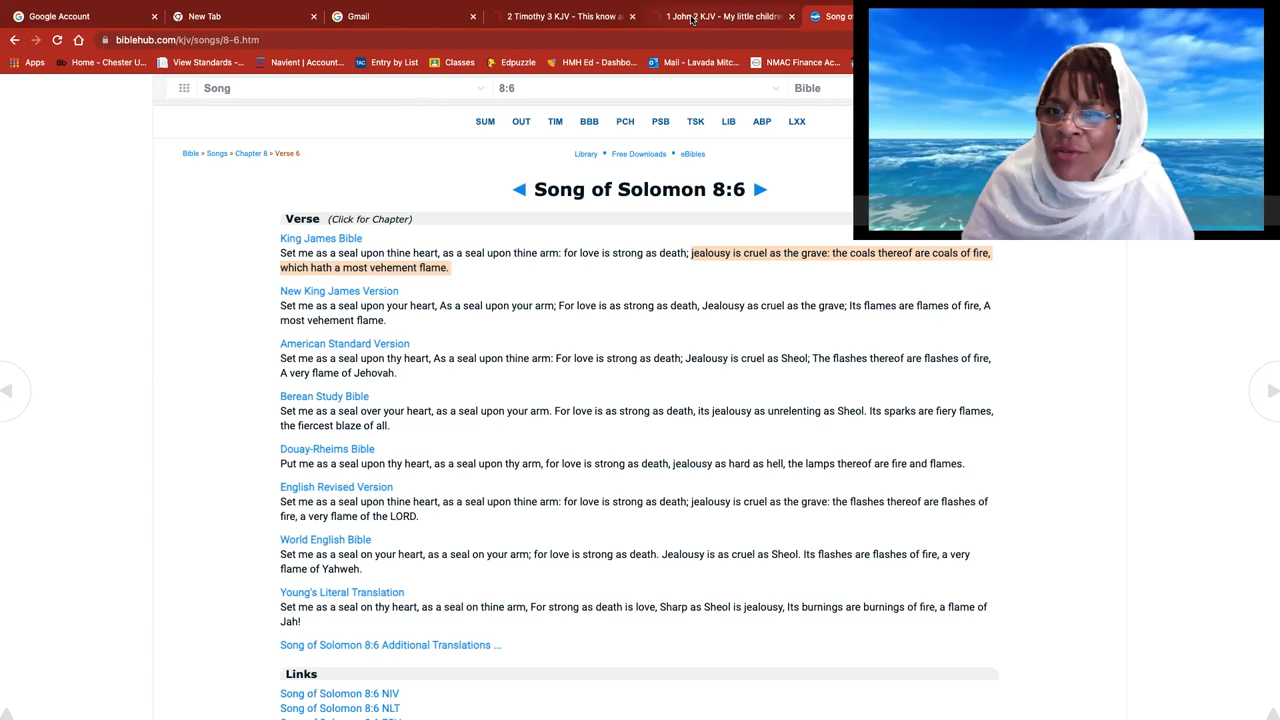 Google Account
New Tab
Gmail
2 Timothy 3 KJV - This know a
1 John 2 KJV - My little childre
Song of
biblehub.com/kjv/songs/8-6.htm
Apps
Bb Home - Chester U...
View Standards -...
Navient | Account...
TAC Entry by List
Classes
Edpuzzle
HMH Ed - Dashbo...
Mail - Lavada Mitc...
NMAC Finance Ac...
Song
8:6
Bible
SUM OUT TIM BBB PCH PSB TSK LIB ABP LXX
Bible > Songs > Chapter 8 > Verse 6
Library • Free Downloads • eBibles
◄ Song of Solomon 8:6 ►
Verse (Click for Chapter)
King James Bible
Set me as a seal upon thine heart, as a seal upon thine arm: for love is strong as death; jealousy is cruel as the grave: the coals thereof are coals of fire,
which hath a most vehement flame.
New King James Version
Set me as a seal upon your heart, As a seal upon your arm; For love is as strong as death, Jealousy as cruel as the grave; Its flames are flames of fire, A
most vehement flame.
American Standard Version
Set me as a seal upon thy heart, As a seal upon thine arm: For love is strong as death; Jealousy is cruel as Sheol; The flashes thereof are flashes of fire,
A very flame of Jehovah.
Berean Study Bible
Set me as a seal over your heart, as a seal upon your arm. For love is as strong as death, its jealousy as unrelenting as Sheol. Its sparks are fiery flames,
the fiercest blaze of all.
Douay-Rheims Bible
Put me as a seal upon thy heart, as a seal upon thy arm, for love is strong as death, jealousy as hard as hell, the lamps thereof are fire and flames.
English Revised Version
Set me as a seal upon thine heart, as a seal upon thine arm: for love is strong as death; jealousy is cruel as the grave: the flashes thereof are flashes of
fire, a very flame of the LORD.
World English Bible
Set me as a seal on your heart, as a seal on your arm; for love is strong as death. Jealousy is as cruel as Sheol. Its flashes are flashes of fire, a very
flame of Yahweh.
Young's Literal Translation
Set me as a seal on thy heart, as a seal on thine arm, For strong as death is love, Sharp as Sheol is jealousy, Its burnings are burnings of fire, a flame of
Jah!
Song of Solomon 8:6 Additional Translations ...
Links
Song of Solomon 8:6 NIV
Song of Solomon 8:6 NLT